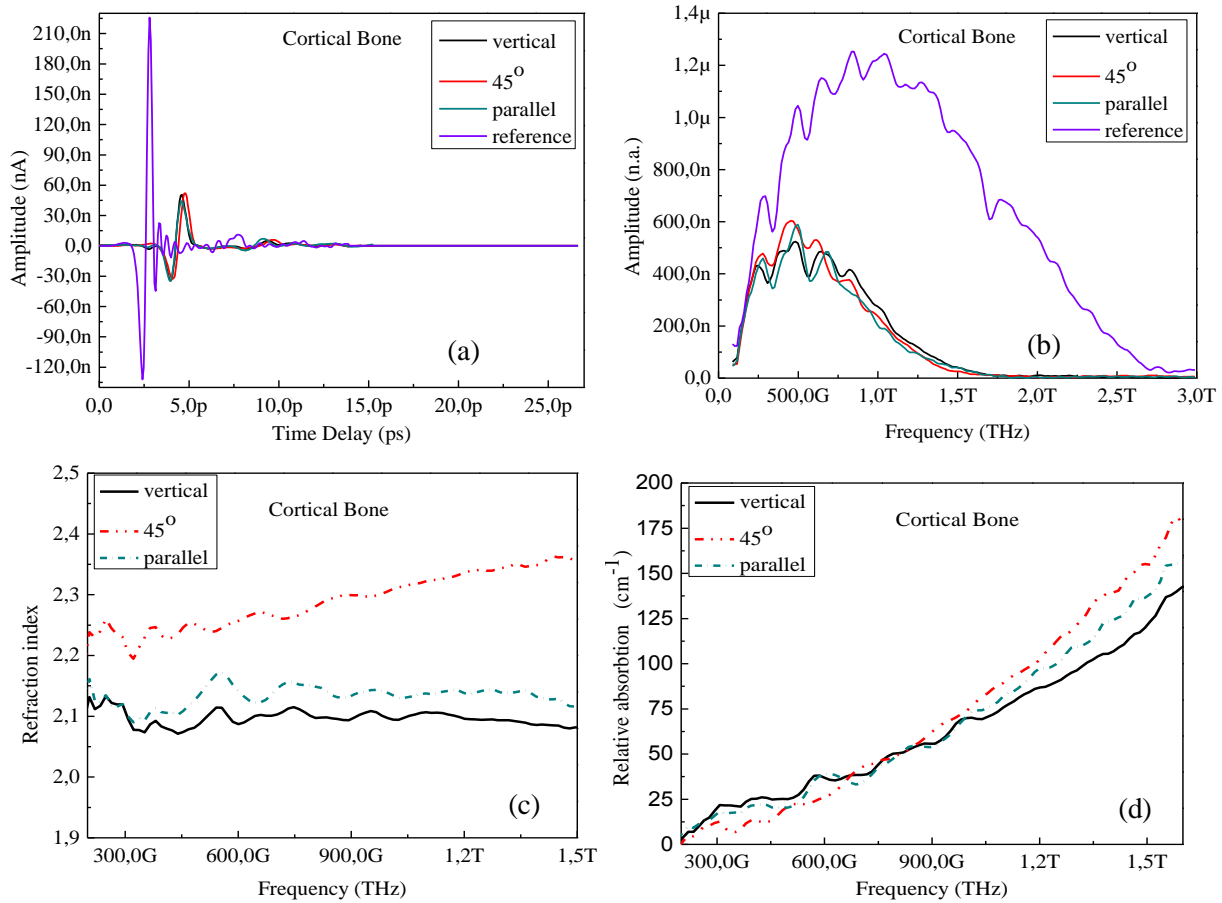 Cortical Bone
vertical
45°
parallel
reference
210,0n
180,0n
150,0n
120,0n
90,0n
60,0n
30,0n
0,0
-30,0n
-60,0n
-90,0n
-120,0n
Amplitude (nA)
(a)
0,0 5,0p 10,0p 15,0p 20,0p 25,0p
Time Delay (ps)
Cortical Bone
vertical
45°
parallel
reference
1,4µ
1,2µ
1,0µ
800,0n
600,0n
400,0n
200,0n
0,0
Amplitude (n.a.)
(b)
0,0 500,0G 1,0T 1,5T 2,0T 2,5T 3,0T
Frequency (THz)
vertical
45°
parallel
Cortical Bone
2,5
2,4
2,3
2,2
2,1
2,0
1,9
Refraction index
(c)
300,0G 600,0G 900,0G 1,2T 1,5T
Frequency (THz)
vertical
45°
parallel
Cortical Bone
200
175
150
125
100
75
50
25
0
Relative absorbtion (cm⁻¹)
(d)
300,0G 600,0G 900,0G 1,2T 1,5T
Frequency (THz)